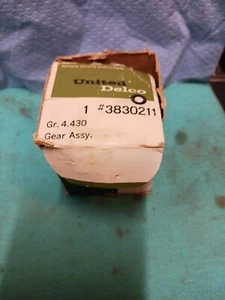 United
Delco
1 #3830211
Gr. 4.430
Gear Assy.